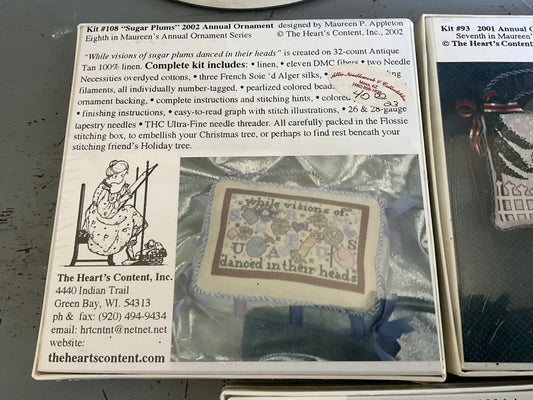 Kit #108 "Sugar Plums" 2002 Annual Ornament designed by Maureen P. Appleton
Eighth in Maureen's Annual Ornament Series © The Heart's Content, Inc., 2002
"While visions of sugar plums danced in their heads" is created on 32-count Antique
Tan 100% linen. Complete kit includes: • linen, • eleven DMC fibers • two Needle
Necessities overdyed cottons, • three French Soie 'd Alger silks,
filaments, all individually number-tagged. • pearlized colored
ornament backing, • complete instructions and stitching hints, • colored
• finishing instructions, • easy-to-read graph with stitch illustrations, • 26 & 28-gauge
tapestry needles • THC Ultra-Fine needle threader. All carefully packed in the Flossie
stitching box, to embellish your Christmas tree, or perhaps to find rest beneath your
stitching friend's Holiday tree.
The Heart's Content, Inc.
4440 Indian Trail
Green Bay, WI. 54313
ph & fax (920) 494-9434
email: hrtcntnt@netnet.net
website:
theheartscontent.com
while visions of
danced in their heads
Kit #93 2001 Annual O
Seventh in Maureen'
© The Heart's Content, In